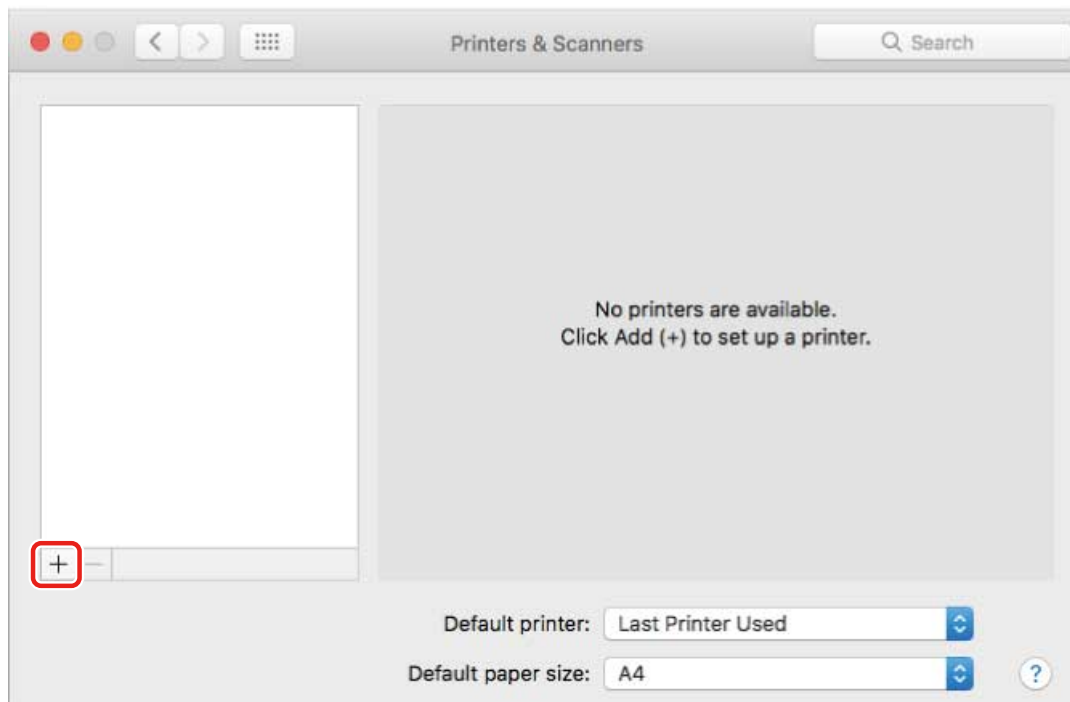 Printers & Scanners
Search
No printers are available.
Click Add (+) to set up a printer.
+ −
Default printer: Last Printer Used
Default paper size: A4
?